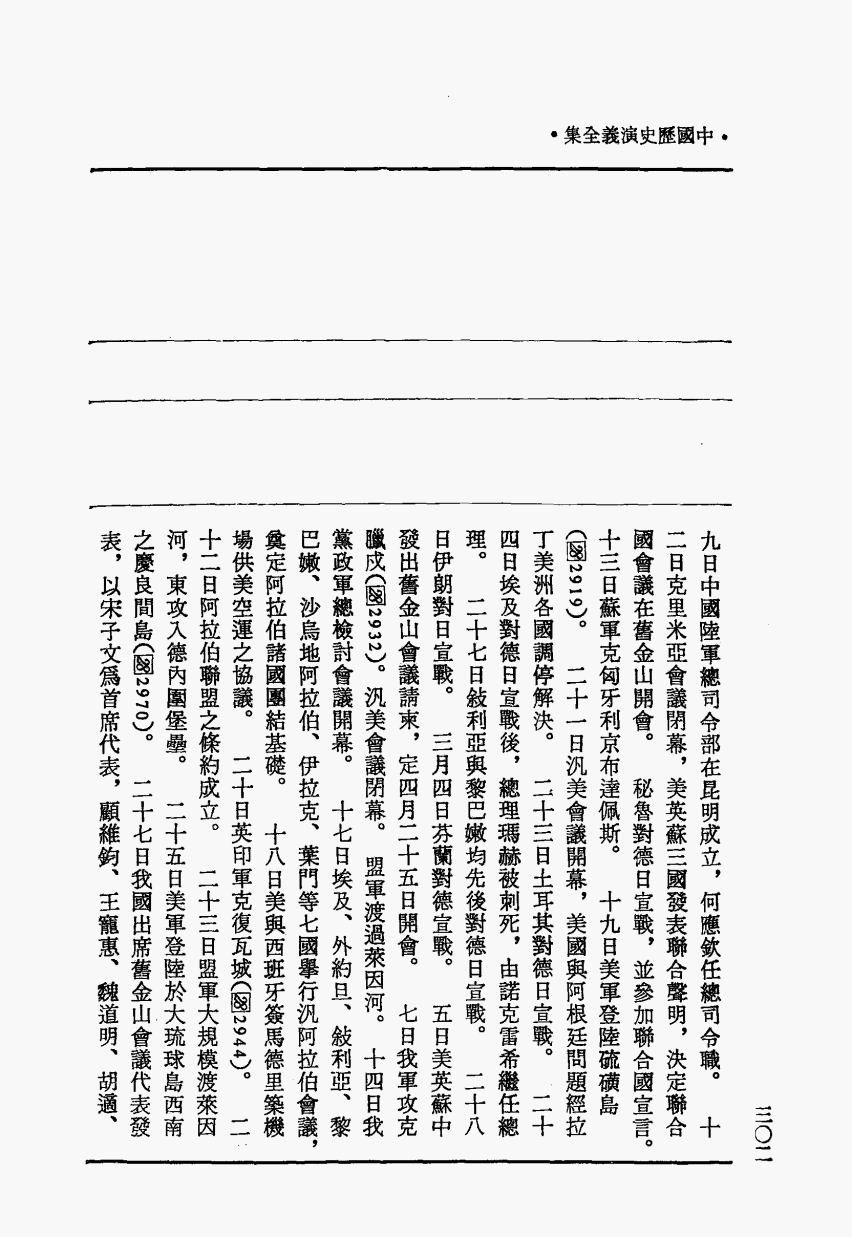 •中國歷史演義全集•
九日中國陸軍總司令部在昆明成立，何應欽任總司令職。　十
二日克里米亞會議閉幕，美英蘇三國發表聯合聲明，決定聯合
國會議在舊金山開會。　秘魯對德日宣戰，並參加聯合國宣言。
十三日蘇軍克匈牙利京布達佩斯。　十九日美軍登陸硫磺島
(圖2919)。　二十一日汎美會議開幕，美國與阿根廷問題經拉
丁美洲各國調停解決。　二十三日土耳其對德日宣戰。　二十
四日埃及對德日宣戰後，總理瑪赫被刺死，由諾克雷希繼任總
理。　二十七日敍利亞與黎巴嫩均先後對德日宣戰。　二十八
日伊朗對日宣戰。　三月四日芬蘭對德宣戰。　五日美英蘇中
發出舊金山會議請柬，定四月二十五日開會。　七日我軍攻克
臘戍(圖2932)。汎美會議閉幕。　盟軍渡過萊因河。　十四日我
黨政軍總檢討會議開幕。　十七日埃及、外約旦、敍利亞、黎
巴嫩、沙烏地阿拉伯、伊拉克、葉門等七國舉行汎阿拉伯會議，
奠定阿拉伯諸國團結基礎。　十八日美與西班牙簽馬德里築機
場供美空運之協議。　二十日英印軍克復瓦城(圖2944)。　二
十二日阿拉伯聯盟之條約成立。　二十三日盟軍大規模渡萊因
河，東攻入德內圍堡壘。　二十五日美軍登陸於大琉球島西南
之慶良間島(圖2970)。　二十七日我國出席舊金山會議代表發
表，以宋子文爲首席代表，顧維鈞、王寵惠、魏道明、胡適、
三〇二